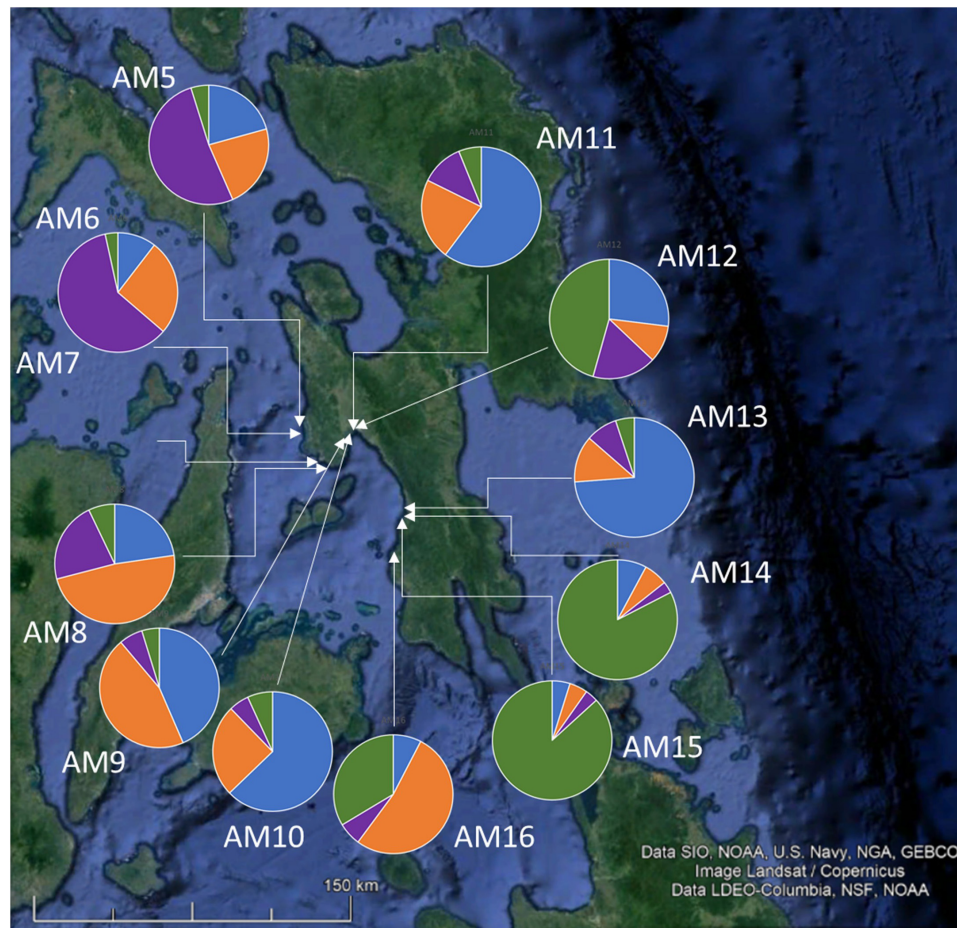 AM5
AM11
AM11
AM12
AM12
AM6
AM7
AM13
AM8
AM14
AM9
AM10
AM16
AM16
AM15
150 km
Data SIO, NOAA, U.S. Navy, NGA, GEBCO
Image Landsat / Copernicus
Data LDEO-Columbia, NSF, NOAA